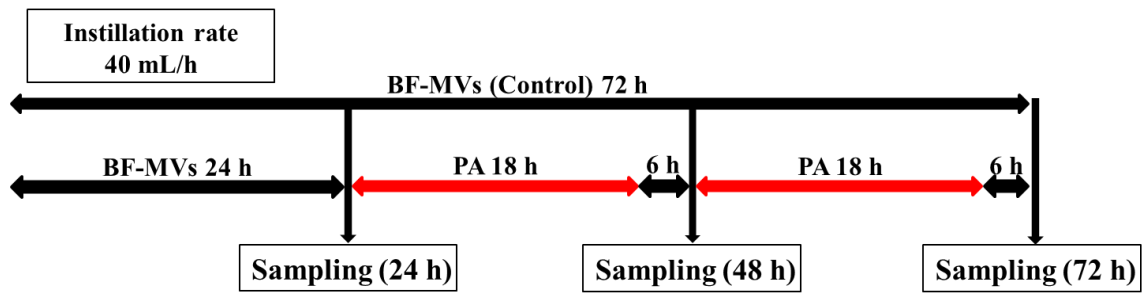 Instillation rate
40 mL/h
BF-MVs (Control) 72 h
BF-MVs 24 h
PA 18 h
6 h
PA 18 h
6 h
Sampling (24 h)
Sampling (48 h)
Sampling (72 h)